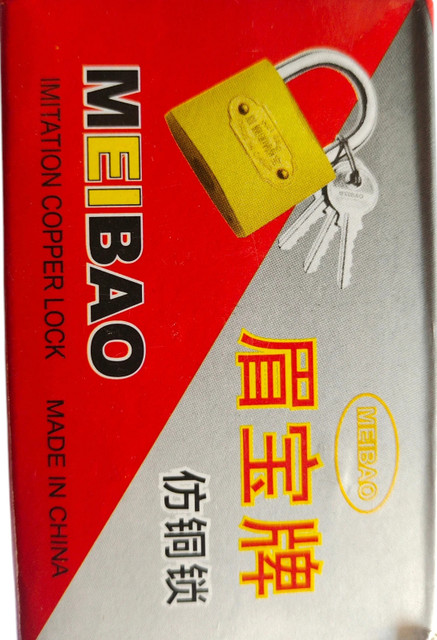 MEIBAO
眉宝牌
仿铜锁
MEIBAO
IMITATION COPPER LOCK MADE IN CHINA